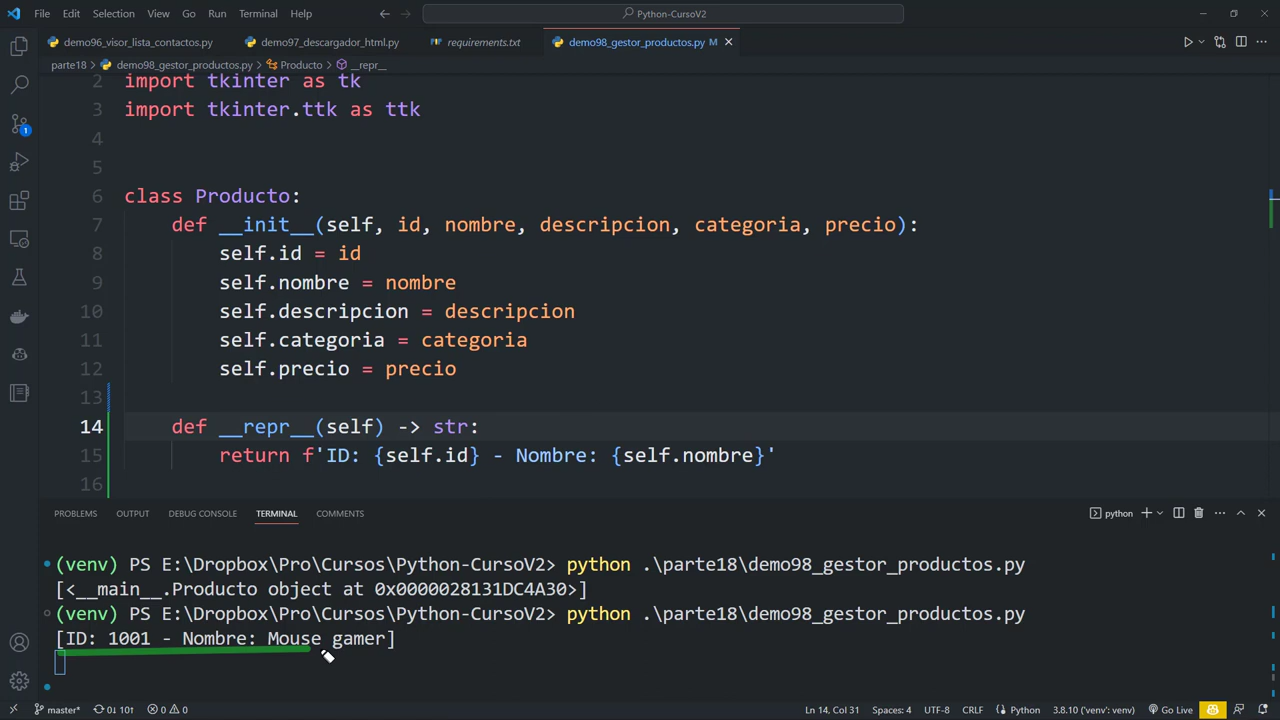 File Edit Selection View Go Run Terminal Help
Python-CursoV2
demo96_visor_lista_contactos.py demo97_descargador_html.py requirements.txt demo98_gestor_productos.py M
parte18 > demo98_gestor_productos.py > Producto > __repr__
2 import tkinter as tk
3 import tkinter.ttk as ttk
4
5
6 class Producto:
7 def __init__(self, id, nombre, descripcion, categoria, precio):
8 self.id = id
9 self.nombre = nombre
10 self.descripcion = descripcion
11 self.categoria = categoria
12 self.precio = precio
13
14 def __repr__(self) -> str:
15 return f'ID: {self.id} - Nombre: {self.nombre}'
16
PROBLEMS OUTPUT DEBUG CONSOLE TERMINAL COMMENTS python
(venv) PS E:\Dropbox\Pro\Cursos\Python-CursoV2> python .\parte18\demo98_gestor_productos.py
[<__main__.Producto object at 0x0000028131DC4A30>]
(venv) PS E:\Dropbox\Pro\Cursos\Python-CursoV2> python .\parte18\demo98_gestor_productos.py
[ID: 1001 - Nombre: Mouse gamer]
master* 0↓ 10↑ 0 0 Ln 14, Col 31 Spaces: 4 UTF-8 CRLF Python 3.8.10 ('venv': venv) Go Live